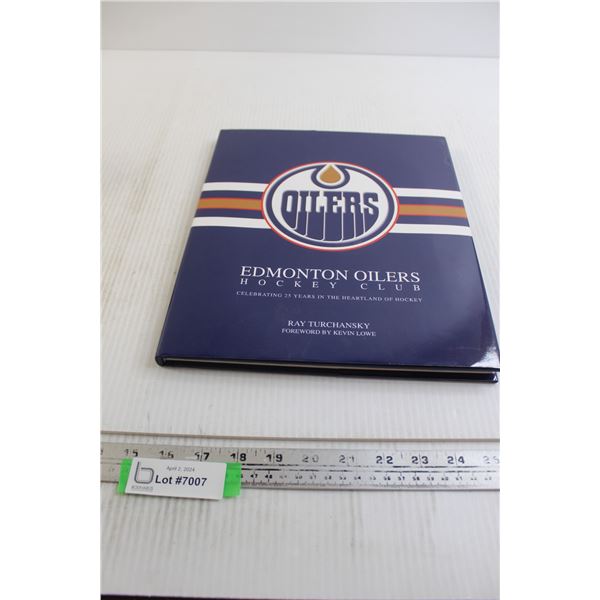 OILERS
EDMONTON OILERS
HOCKEY CLUB
CELEBRATING 25 YEARS IN THE HEARTLAND OF HOCKEY
RAY TURCHANSKY
FOREWORD BY KEVIN LOWE
15 16 17 18 19 20 21 22 23 24 25
April 2, 2024
Lot #7007